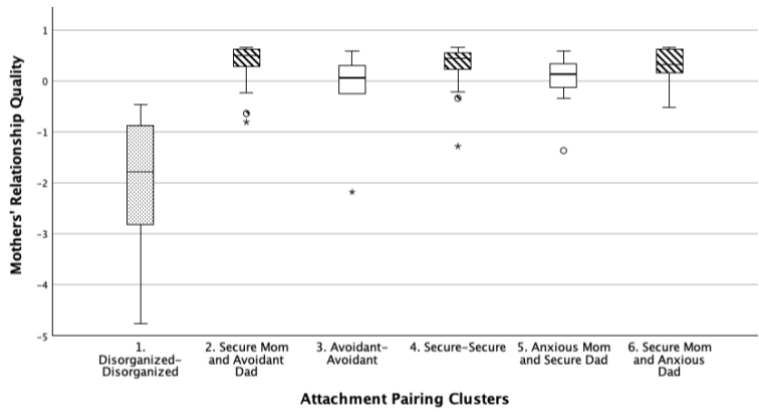 Mothers' Relationship Quality
1
0
-1
-2
-3
-4
-5
1.
Disorganized-
Disorganized
2. Secure Mom
and Avoidant
Dad
3. Avoidant-
Avoidant
4. Secure-Secure
5. Anxious Mom
and Secure Dad
6. Secure Mom
and Anxious
Dad
Attachment Pairing Clusters